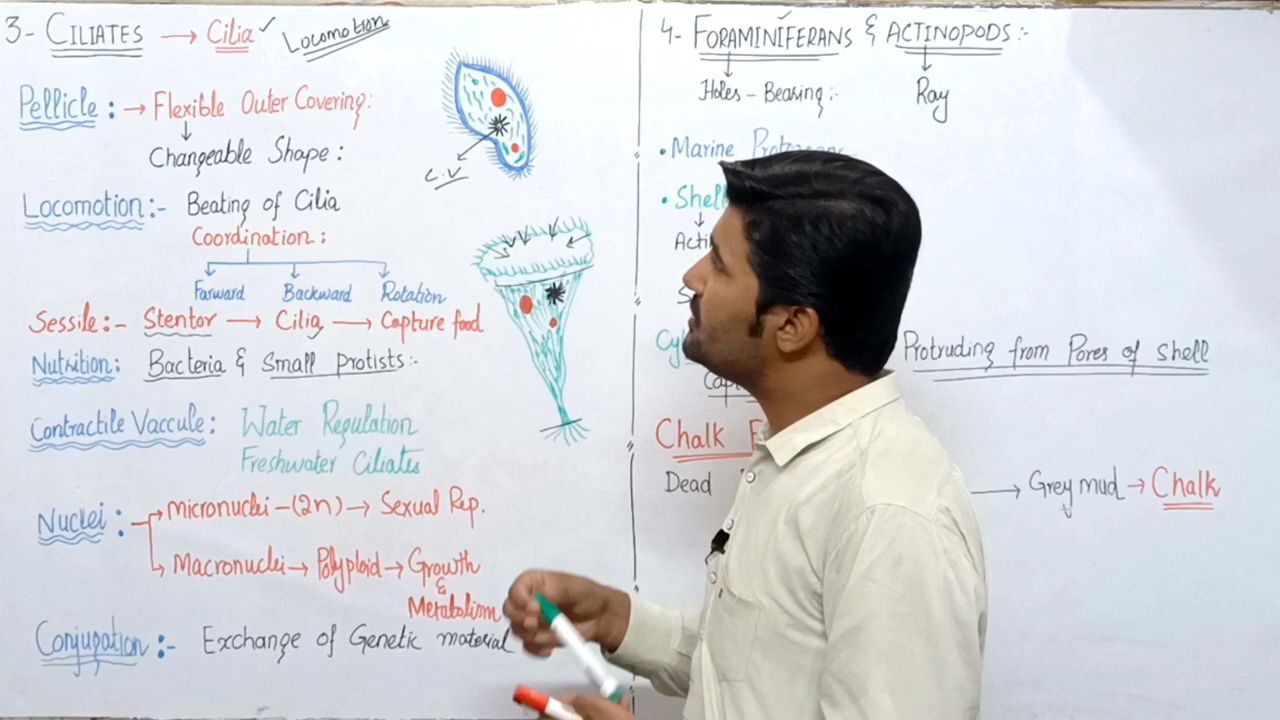 3- CILIATES → Cilia ✓ Locomotion
Pellicle: → Flexible Outer Covering:
Changeable Shape:
Locomotion:- Beating of Cilia
Coordination:
Farward Backward Rotation
Sessile:- Stentor → Cilia → Capture food
Nutrition: Bacteria & Small protists:-
Contractile Vaccule: Water Regulation
Freshwater Ciliates
Nuclei: Micronuclei – (2n) → Sexual Rep.
Macronuclei → Polyploid → Growth
&
Metabolism
Conjugation:- Exchange of Genetic material
C.V
4- FORAMINIFERANS & ACTINOPODS:-
Holes – Bearing:- Ray
• Marine
• Shell
Protruding from Pores of Shell
Chalk
Dead → Grey mud → Chalk